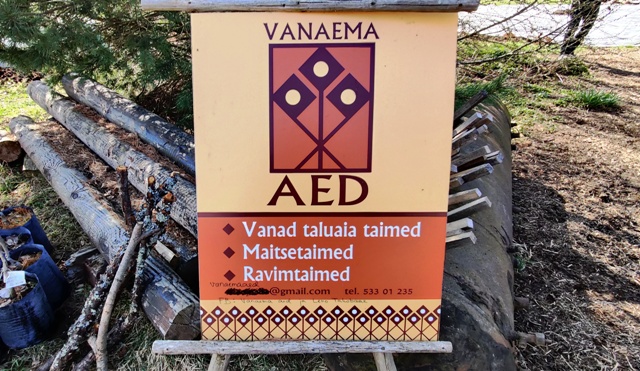 VANAEMA
AED
Vanad taluaia taimed
Maitsetaimed
Ravimtaimed
@gmail.com tel. 533 01 235